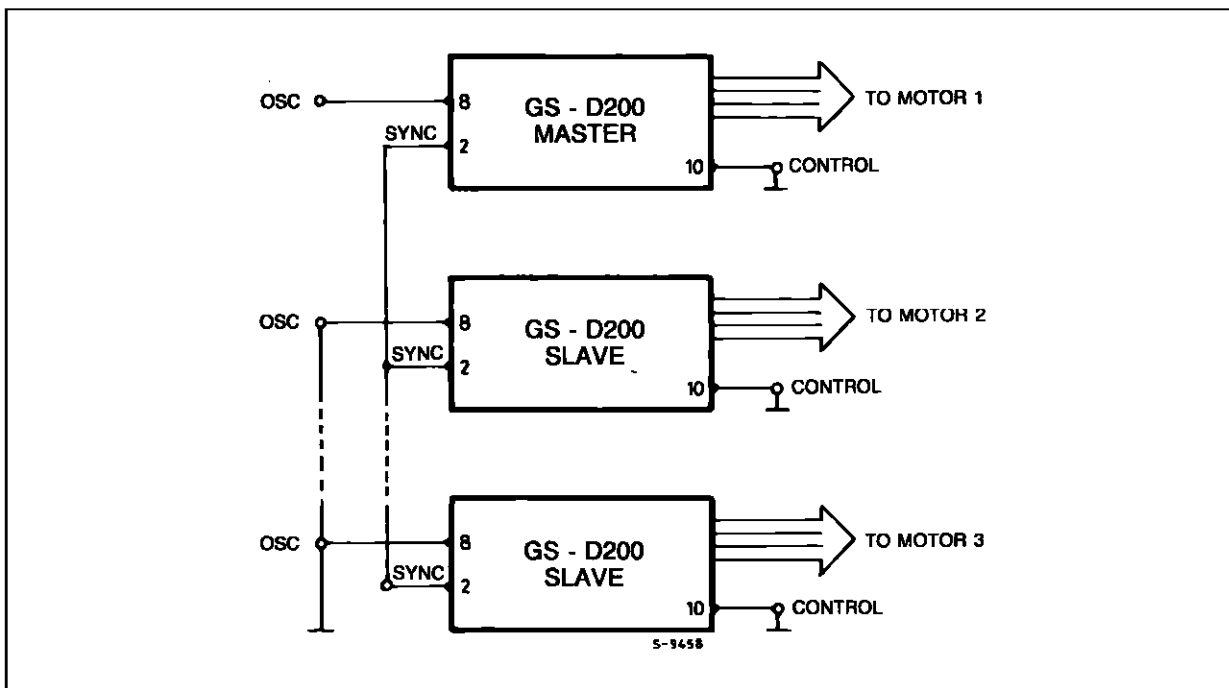 OSC
8
GS - D200
MASTER
TO MOTOR 1
SYNC
2
10
CONTROL
OSC
8
GS - D200
SLAVE
TO MOTOR 2
SYNC
2
10
CONTROL
OSC
8
GS - D200
SLAVE
TO MOTOR 3
SYNC
2
10
CONTROL
S-9458